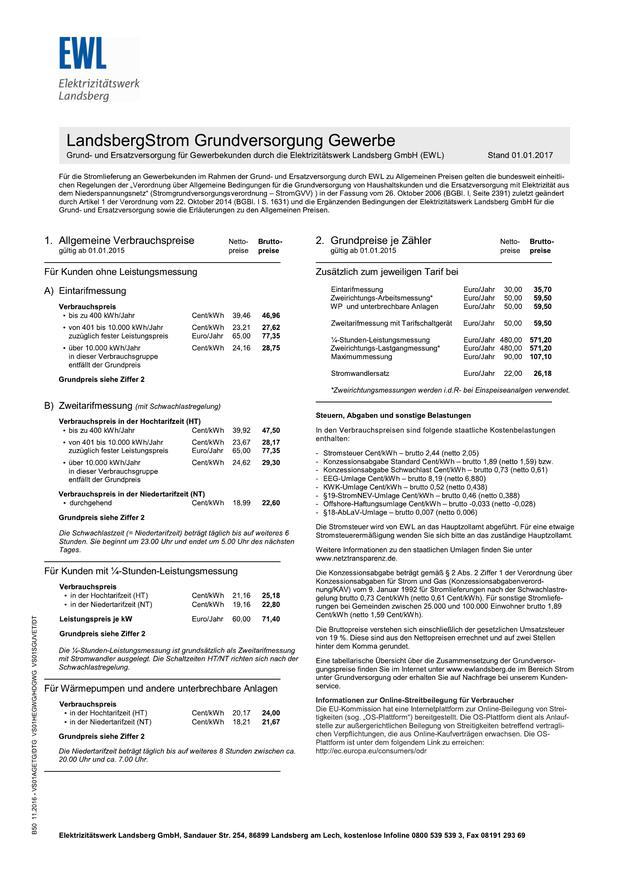 EWL
Elektrizitätswerk
Landsberg
LandsbergStrom Grundversorgung Gewerbe
Grund- und Ersatzversorgung für Gewerbekunden durch die Elektrizitätswerk Landsberg GmbH (EWL) Stand 01.01.2017
Für die Stromlieferung an Gewerbekunden im Rahmen der Grund- und Ersatzversorgung durch EWL zu Allgemeinen Preisen gelten die bundesweit einheitli-
chen Regelungen der „Verordnung über Allgemeine Bedingungen für die Grundversorgung von Haushaltskunden und die Ersatzversorgung mit Elektrizität aus
dem Niederspannungsnetz" (Stromgrundversorgungsverordnung – StromGVV) ) in der Fassung vom 26. Oktober 2006 (BGBl. I, Seite 2391) zuletzt geändert
durch Artikel 1 der Verordnung vom 22. Oktober 2014 (BGBl. I S. 1631) und die Ergänzenden Bedingungen der Elektrizitätswerk Landsberg GmbH für die
Grund- und Ersatzversorgung sowie die Erläuterungen zu den Allgemeinen Preisen.
1. Allgemeine Verbrauchspreise Netto- Brutto-
gültig ab 01.01.2015 preise preise
Für Kunden ohne Leistungsmessung
A) Eintarifmessung
Verbrauchspreis
• bis zu 400 kWh/Jahr Cent/kWh 39,46 46,96
• von 401 bis 10.000 kWh/Jahr Cent/kWh 23,21 27,62
zuzüglich fester Leistungspreis Euro/Jahr 65,00 77,35
• über 10.000 kWh/Jahr Cent/kWh 24,16 28,75
in dieser Verbrauchsgruppe
entfällt der Grundpreis
Grundpreis siehe Ziffer 2
B) Zweitarifmessung (mit Schwachlastregelung)
Verbrauchspreis in der Hochtarifzeit (HT)
• bis zu 400 kWh/Jahr Cent/kWh 39,92 47,50
• von 401 bis 10.000 kWh/Jahr Cent/kWh 23,67 28,17
zuzüglich fester Leistungspreis Euro/Jahr 65,00 77,35
• über 10.000 kWh/Jahr Cent/kWh 24,62 29,30
in dieser Verbrauchsgruppe
entfällt der Grundpreis
Verbrauchspreis in der Niedertarifzeit (NT)
• durchgehend Cent/kWh 18,99 22,60
Grundpreis siehe Ziffer 2
Die Schwachlastzeit (= Niedertarifzeit) beträgt täglich bis auf weiteres 6
Stunden. Sie beginnt um 23.00 Uhr und endet um 5.00 Uhr des nächsten
Tages.
Für Kunden mit ¼-Stunden-Leistungsmessung
Verbrauchspreis
• in der Hochtarifzeit (HT) Cent/kWh 21,16 25,18
• in der Niedertarifzeit (NT) Cent/kWh 19,16 22,80
Leistungspreis je kW Euro/Jahr 60,00 71,40
Grundpreis siehe Ziffer 2
Die ¼-Stunden-Leistungsmessung ist grundsätzlich als Zweitarifmessung
mit Stromwandler ausgelegt. Die Schaltzeiten HT/NT richten sich nach der
Schwachlastregelung.
Für Wärmepumpen und andere unterbrechbare Anlagen
Verbrauchspreis
• in der Hochtarifzeit (HT) Cent/kWh 20,17 24,00
• in der Niedertarifzeit (NT) Cent/kWh 18,21 21,67
Grundpreis siehe Ziffer 2
Die Niedertarifzeit beträgt täglich bis auf weiteres 8 Stunden zwischen ca.
20.00 Uhr und ca. 7.00 Uhr.
2. Grundpreise je Zähler Netto- Brutto-
gültig ab 01.01.2015 preise preise
Zusätzlich zum jeweiligen Tarif bei
Eintarifmessung Euro/Jahr 30,00 35,70
Zweirichtungs-Arbeitsmessung* Euro/Jahr 50,00 59,50
WP und unterbrechbare Anlagen Euro/Jahr 50,00 59,50
Zweitarifmessung mit Tarifschaltgerät Euro/Jahr 50,00 59,50
¼-Stunden-Leistungsmessung Euro/Jahr 480,00 571,20
Zweirichtungs-Lastgangmessung* Euro/Jahr 480,00 571,20
Maximummessung Euro/Jahr 90,00 107,10
Stromwandlersatz Euro/Jahr 22,00 26,18
*Zweirichtungsmessungen werden i.d.R- bei Einspeiseanalgen verwendet.
Steuern, Abgaben und sonstige Belastungen
In den Verbrauchspreisen sind folgende staatliche Kostenbelastungen
enthalten:
- Stromsteuer Cent/kWh – brutto 2,44 (netto 2,05)
- Konzessionsabgabe Standard Cent/kWh – brutto 1,89 (netto 1,59) bzw.
- Konzessionsabgabe Schwachlast Cent/kWh – brutto 0,73 (netto 0,61)
- EEG-Umlage Cent/kWh – brutto 8,19 (netto 6,880)
- KWK-Umlage Cent/kWh – brutto 0,52 (netto 0,438)
- §19-StromNEV-Umlage Cent/kWh – brutto 0,46 (netto 0,388)
- Offshore-Haftungsumlage Cent/kWh – brutto -0,033 (netto -0,028)
- §18-AbLaV-Umlage – brutto 0,007 (netto 0,006)
Die Stromsteuer wird von EWL an das Hauptzollamt abgeführt. Für eine etwaige
Stromsteuerermäßigung wenden Sie sich bitte an das zuständige Hauptzollamt.
Weitere Informationen zu den staatlichen Umlagen finden Sie unter
www.netztransparenz.de.
Die Konzessionsabgabe beträgt gemäß § 2 Abs. 2 Ziffer 1 der Verordnung über
Konzessionsabgaben für Strom und Gas (Konzessionsabgabenverord-
nung/KAV) vom 9. Januar 1992 für Stromlieferungen nach der Schwachlastre-
gelung brutto 0,73 Cent/kWh (netto 0,61 Cent/kWh). Für sonstige Stromliefe-
rungen bei Gemeinden zwischen 25.000 und 100.000 Einwohner brutto 1,89
Cent/kWh (netto 1,59 Cent/kWh).
Die Bruttopreise verstehen sich einschließlich der gesetzlichen Umsatzsteuer
von 19 %. Diese sind aus den Nettopreisen errechnet und auf zwei Stellen
hinter dem Komma gerundet.
Eine tabellarische Übersicht über die Zusammensetzung der Grundversor-
gungspreise finden Sie im Internet unter www.ewlandsberg.de im Bereich Strom
unter Grundversorgung oder erhalten Sie auf Nachfrage bei unserem Kunden-
service.
Informationen zur Online-Streitbeilegung für Verbraucher
Die EU-Kommission hat eine Internetplattform zur Online-Beilegung von Strei-
tigkeiten (sog. „OS-Plattform") bereitgestellt. Die OS-Plattform dient als Anlauf-
stelle zur außergerichtlichen Beilegung von Streitigkeiten betreffend vertragli-
chen Verpflichtungen, die aus Online-Kaufverträgen erwachsen. Die OS-
Plattform ist unter dem folgendem Link zu erreichen:
http://ec.europa.eu/consumers/odr
B50 11.2016 - VS01AGETG/DTG VS01HEGWG/HDGWG VS01SGUVET/DT
Elektrizitätswerk Landsberg GmbH, Sandauer Str. 254, 86899 Landsberg am Lech, kostenlose Infoline 0800 539 539 3, Fax 08191 293 69